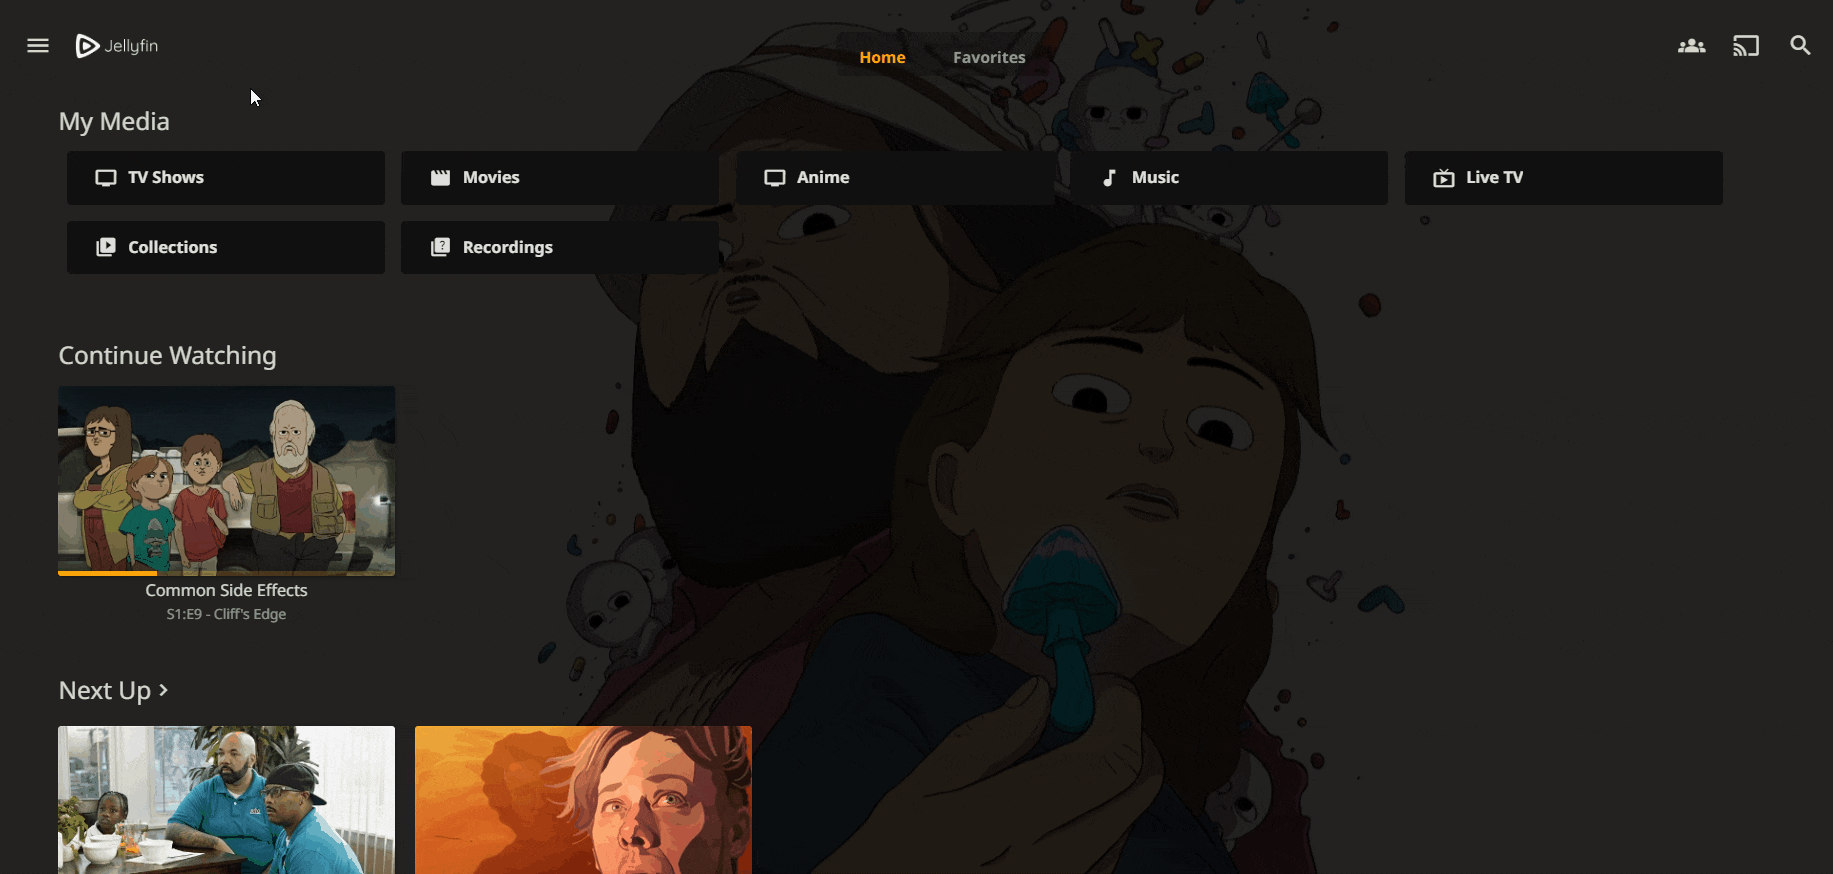 Jellyfin
Home
Favorites
My Media
TV Shows
Movies
Anime
Music
Live TV
Collections
Recordings
Continue Watching
Common Side Effects
S1:E9 - Cliff's Edge
Next Up